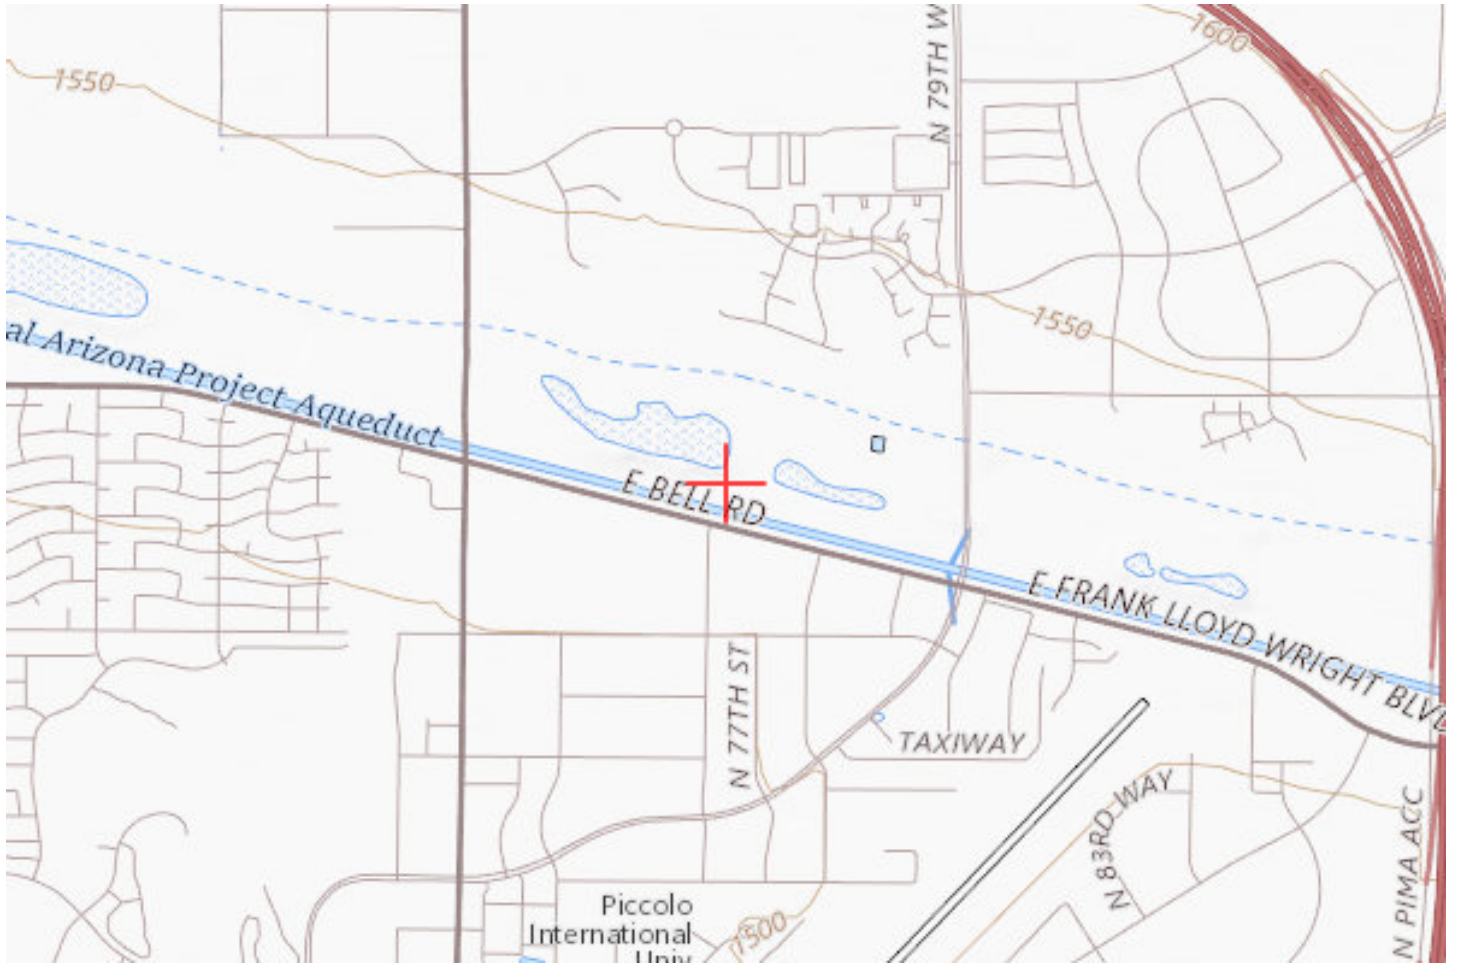 1600
N 79TH W
1550
1550
al Arizona Project Aqueduct
E BELL RD
E FRANK LLOYD WRIGHT BLVD
N 77TH ST
TAXIWAY
N 83RD WAY
N PIMA ACC
Piccolo
International
Univ
1500